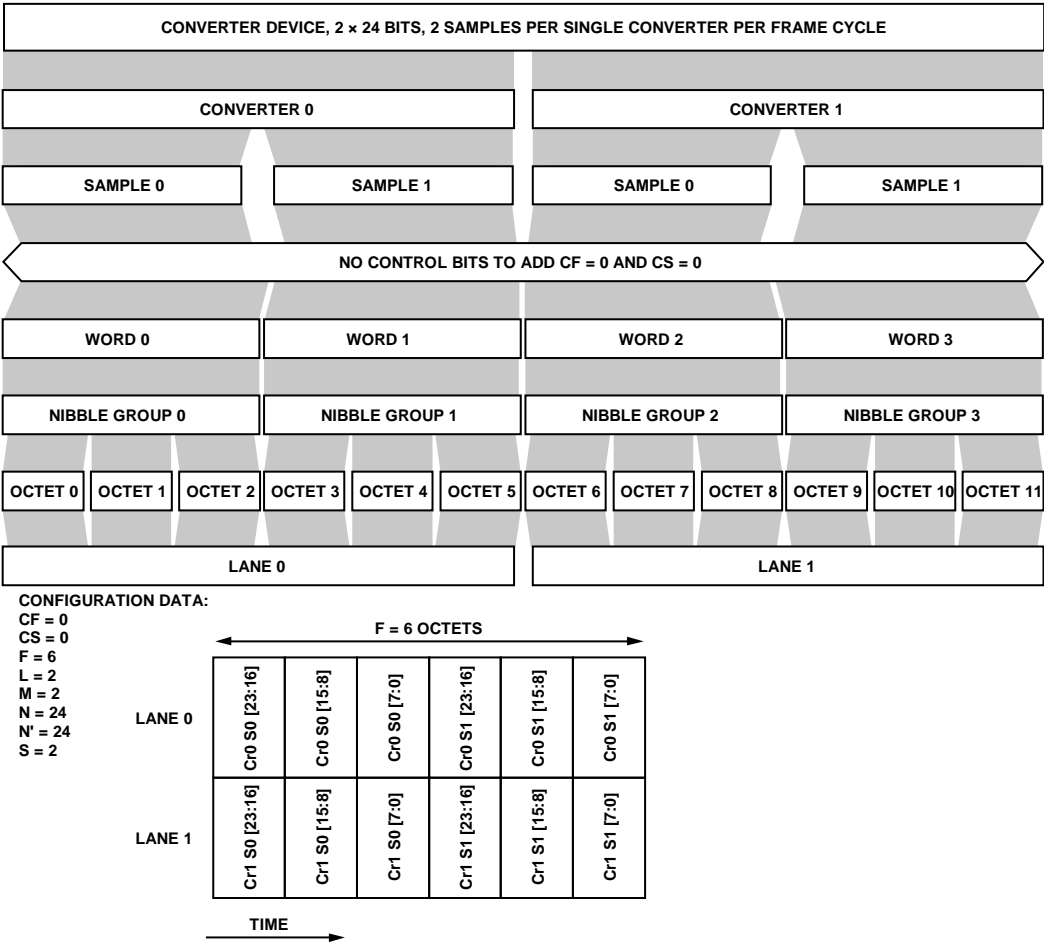 CONVERTER DEVICE, 2 × 24 BITS, 2 SAMPLES PER SINGLE CONVERTER PER FRAME CYCLE
CONVERTER 0 CONVERTER 1
SAMPLE 0 SAMPLE 1 SAMPLE 0 SAMPLE 1
NO CONTROL BITS TO ADD CF = 0 AND CS = 0
WORD 0 WORD 1 WORD 2 WORD 3
NIBBLE GROUP 0 NIBBLE GROUP 1 NIBBLE GROUP 2 NIBBLE GROUP 3
OCTET 0 OCTET 1 OCTET 2 OCTET 3 OCTET 4 OCTET 5 OCTET 6 OCTET 7 OCTET 8 OCTET 9 OCTET 10 OCTET 11
LANE 0 LANE 1
CONFIGURATION DATA:
CF = 0
CS = 0
F = 6
L = 2
M = 2
N = 24
N' = 24
S = 2
F = 6 OCTETS
LANE 0
Cr0 S0 [23:16]
Cr0 S0 [15:8]
Cr0 S0 [7:0]
Cr0 S1 [23:16]
Cr0 S1 [15:8]
Cr0 S1 [7:0]
LANE 1
Cr1 S0 [23:16]
Cr1 S0 [15:8]
Cr1 S0 [7:0]
Cr1 S1 [23:16]
Cr1 S1 [15:8]
Cr1 S1 [7:0]
TIME